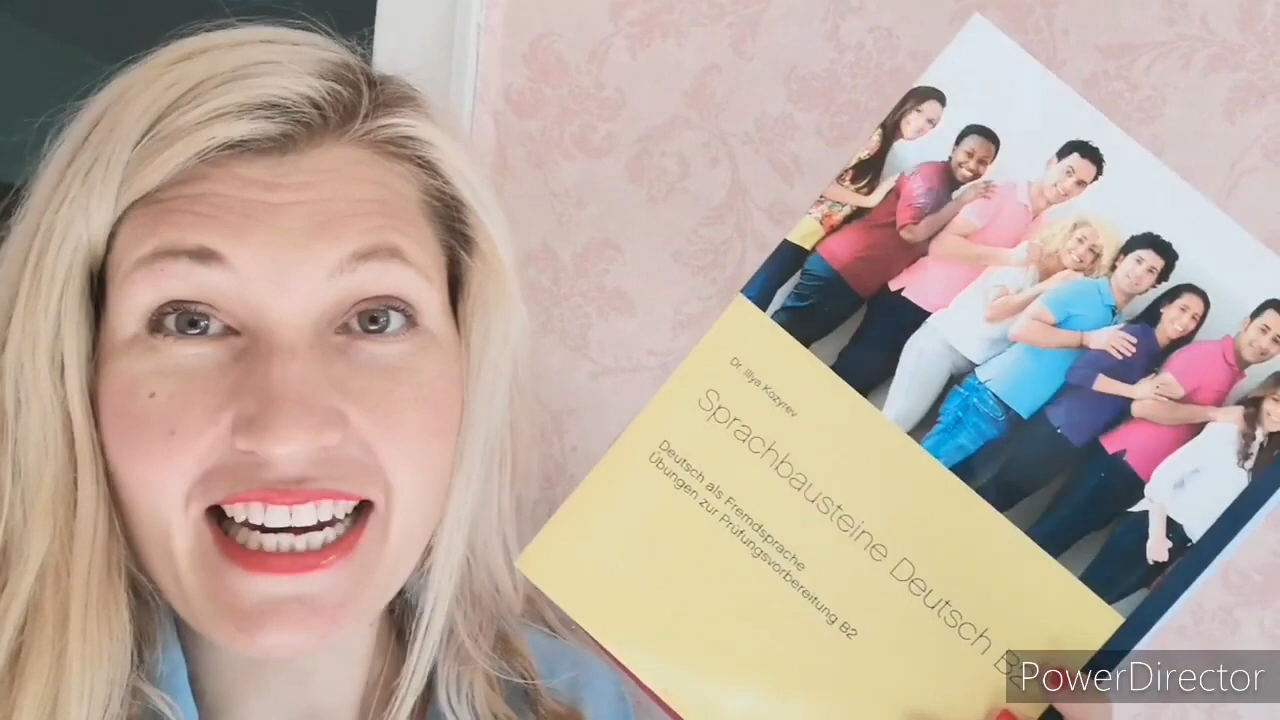 Dr. Illya Kozyrev
Sprachbausteine Deutsch B2
Deutsch als Fremdsprache
Übungen zur Prüfungsvorbereitung B2
PowerDirector